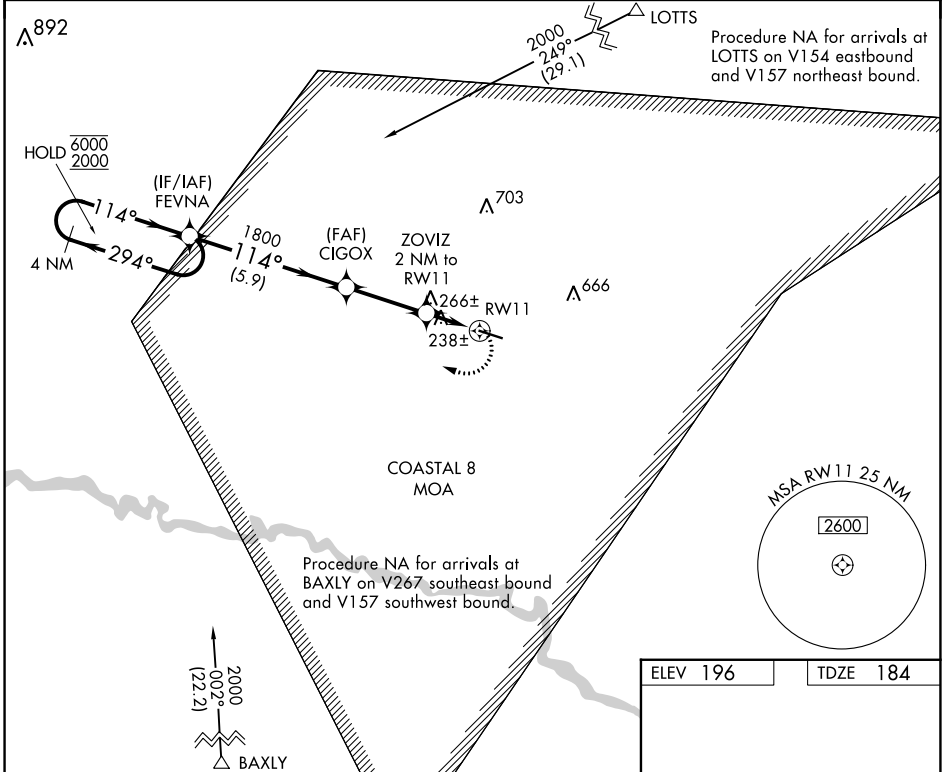 892
LOTTS
2000
249°
(29.1)
Procedure NA for arrivals at
LOTTS on V154 eastbound
and V157 northeast bound.
HOLD 6000
2000
(IF/IAF)
FEVNA
114°
294°
4 NM
1800
114°
(5.9)
(FAF)
CIGOX
703
ZOVIZ
2 NM to
RW11
266±
238±
RW11
666
COASTAL 8
MOA
MSA RW11 25 NM
2600
Procedure NA for arrivals at
BAXLY on V267 southeast bound
and V157 southwest bound.
2000
002°
(22.2)
BAXLY
ELEV 196
TDZE 184